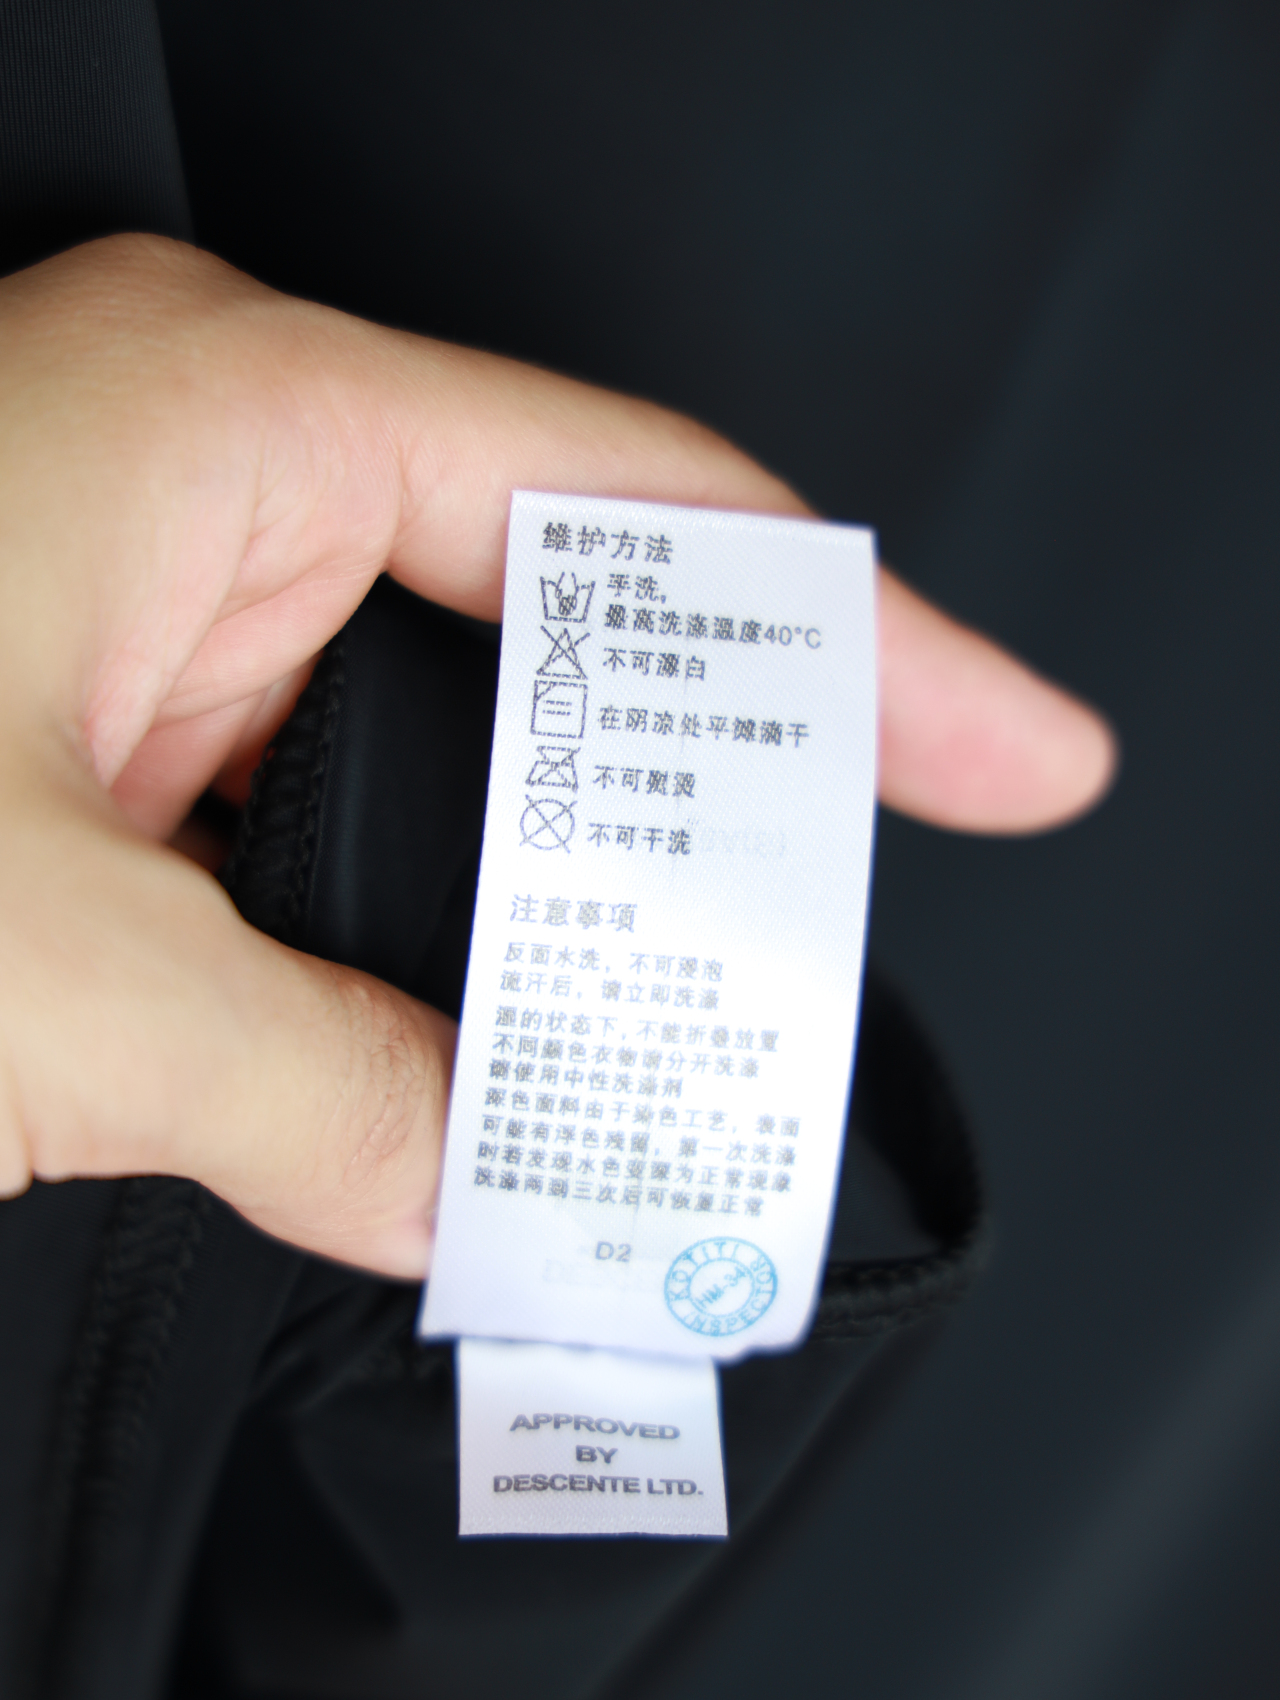 维护方法
手洗,
最高洗涤温度40°C
不可漂白
在阴凉处平摊滴干
不可熨烫
不可干洗
注意事项
反面水洗，不可浸泡
流汗后，请立即洗涤
湿的状态下,不能折叠放置
不同颜色衣物请分开洗涤
请使用中性洗涤剂
深色面料由于染色工艺，表面
可能有浮色残留，第一次洗涤
时若发现水色变深为正常现象
洗涤两到三次后可恢复正常
D2
KOTITI
HM-34
INSPECTOR
APPROVED
BY
DESCENTE LTD.